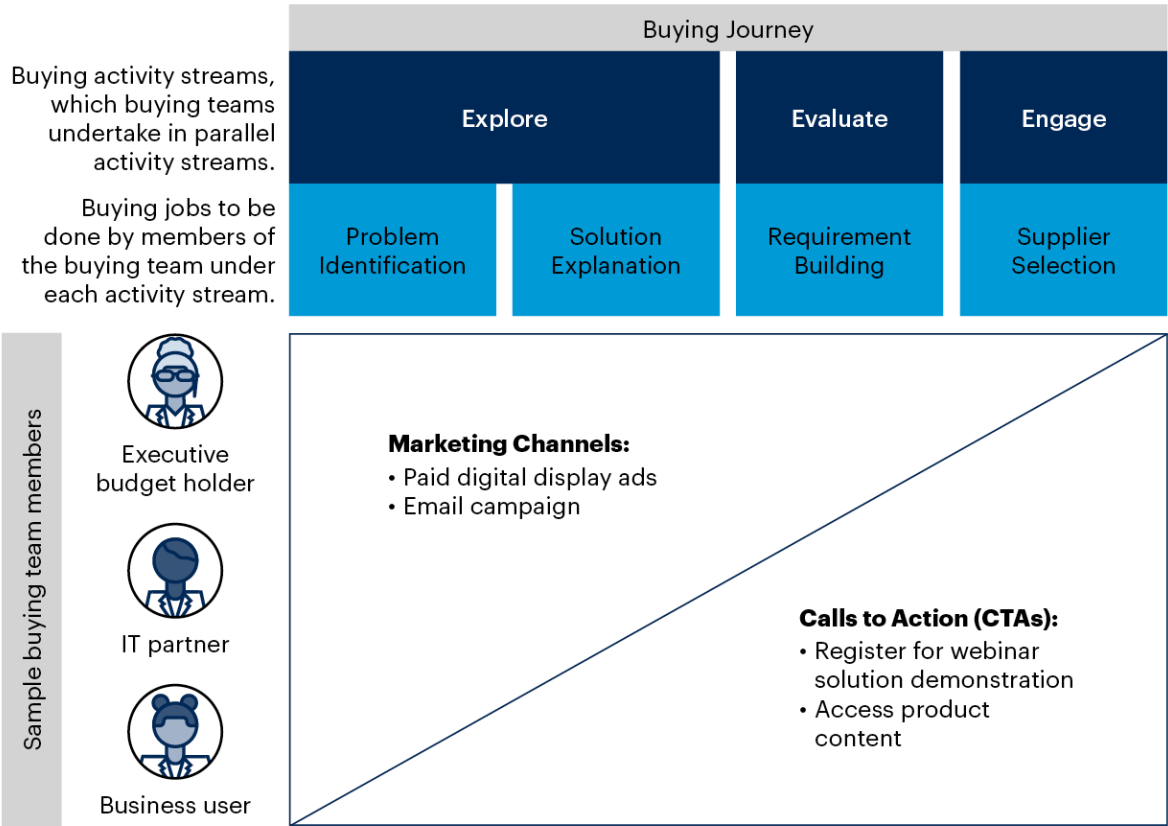 Buying Journey
Buying activity streams,
which buying teams
undertake in parallel
activity streams.
Explore
Evaluate
Engage
Buying jobs to be
done by members of
the buying team under
each activity stream.
Problem
Identification
Solution
Explanation
Requirement
Building
Supplier
Selection
Sample buying team members
Executive
budget holder
IT partner
Business user
Marketing Channels:
• Paid digital display ads
• Email campaign
Calls to Action (CTAs):
• Register for webinar
solution demonstration
• Access product
content